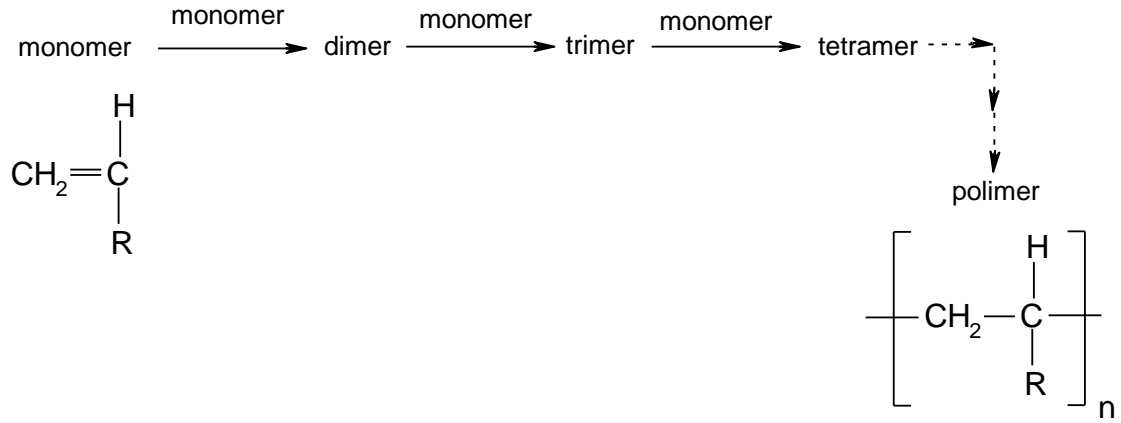 monomer monomer monomer
monomer dimer trimer tetramer
H
CH2=C
R
polimer
H
CH2—C
R
n